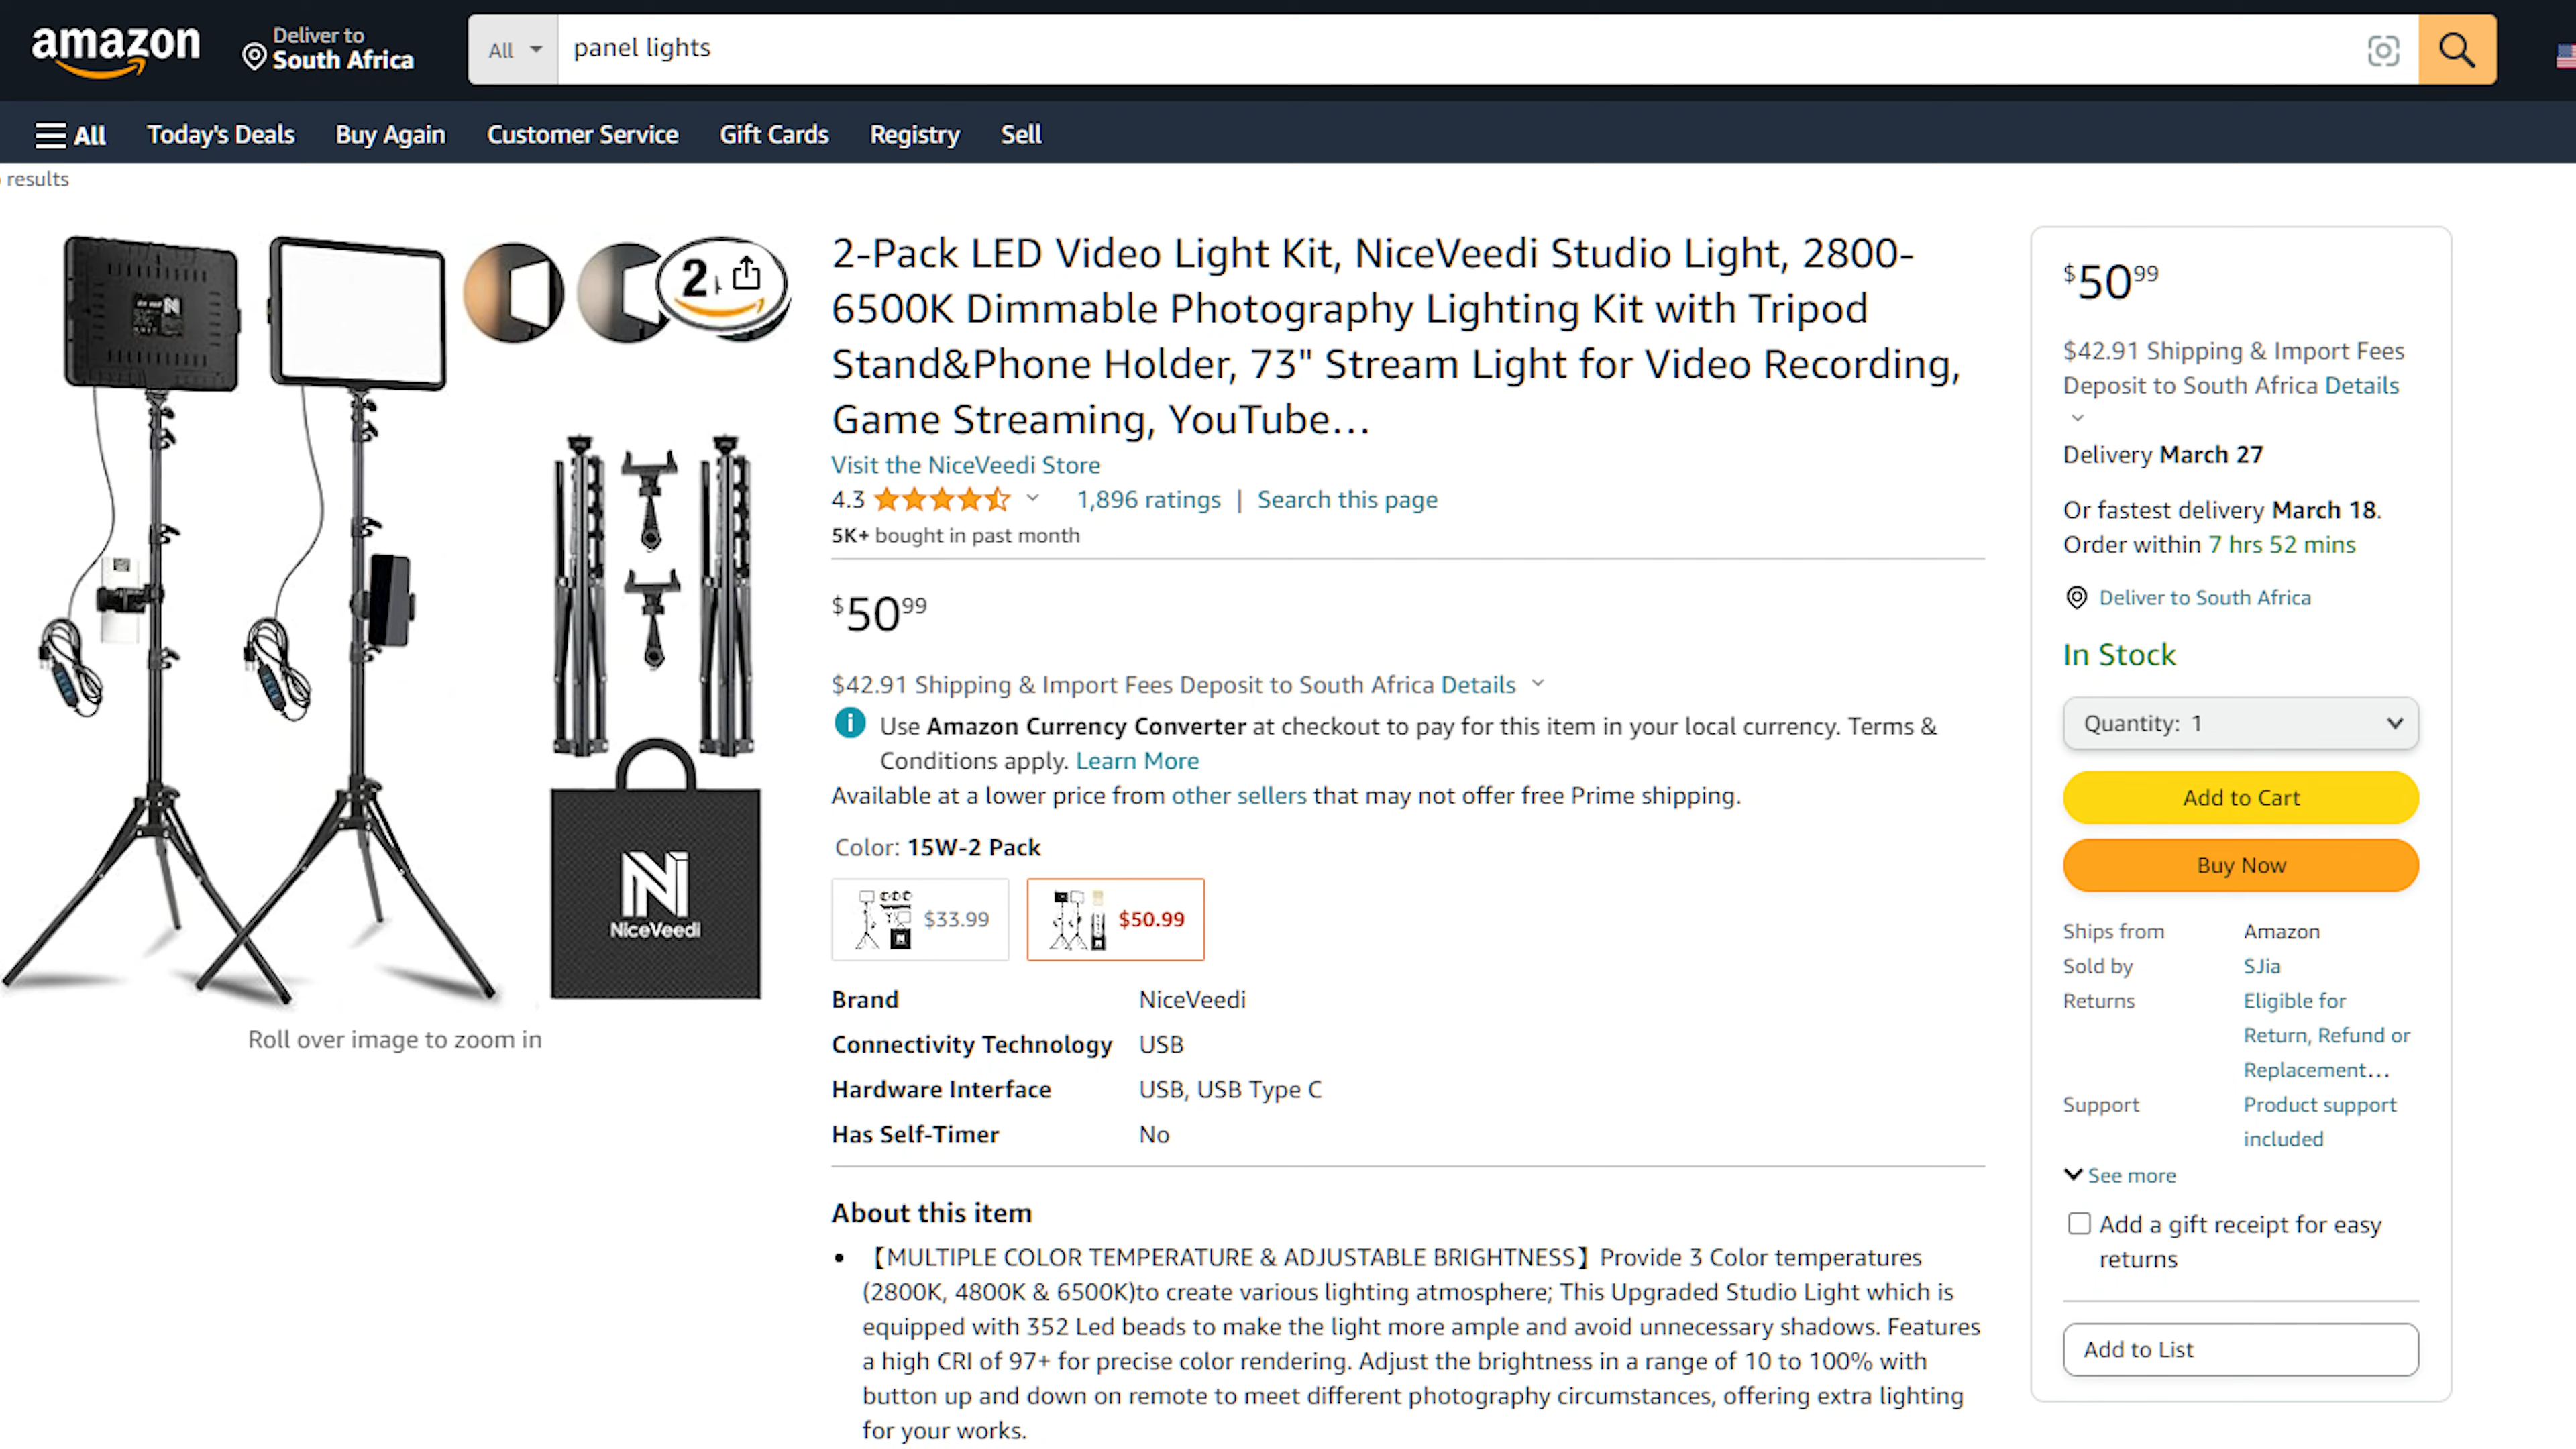 amazon
Deliver to
South Africa
All
panel lights
All
Today's Deals
Buy Again
Customer Service
Gift Cards
Registry
Sell
results
2
N
NiceVeedi
Roll over image to zoom in
2-Pack LED Video Light Kit, NiceVeedi Studio Light, 2800-
6500K Dimmable Photography Lighting Kit with Tripod
Stand&Phone Holder, 73" Stream Light for Video Recording,
Game Streaming, YouTube…
Visit the NiceVeedi Store
4.3
1,896 ratings | Search this page
5K+ bought in past month
$50 99
$42.91 Shipping & Import Fees Deposit to South Africa Details
Use Amazon Currency Converter at checkout to pay for this item in your local currency. Terms &
Conditions apply. Learn More
Available at a lower price from other sellers that may not offer free Prime shipping.
Color: 15W-2 Pack
$33.99
$50.99
Brand NiceVeedi
Connectivity Technology USB
Hardware Interface USB, USB Type C
Has Self-Timer No
About this item
• 【MULTIPLE COLOR TEMPERATURE & ADJUSTABLE BRIGHTNESS】Provide 3 Color temperatures
(2800K, 4800K & 6500K)to create various lighting atmosphere; This Upgraded Studio Light which is
equipped with 352 Led beads to make the light more ample and avoid unnecessary shadows. Features
a high CRI of 97+ for precise color rendering. Adjust the brightness in a range of 10 to 100% with
button up and down on remote to meet different photography circumstances, offering extra lighting
for your works.
$50 99
$42.91 Shipping & Import Fees
Deposit to South Africa Details
Delivery March 27
Or fastest delivery March 18.
Order within 7 hrs 52 mins
Deliver to South Africa
In Stock
Quantity: 1
Add to Cart
Buy Now
Ships from Amazon
Sold by SJia
Returns Eligible for
Return, Refund or
Replacement…
Support Product support
included
See more
Add a gift receipt for easy
returns
Add to List